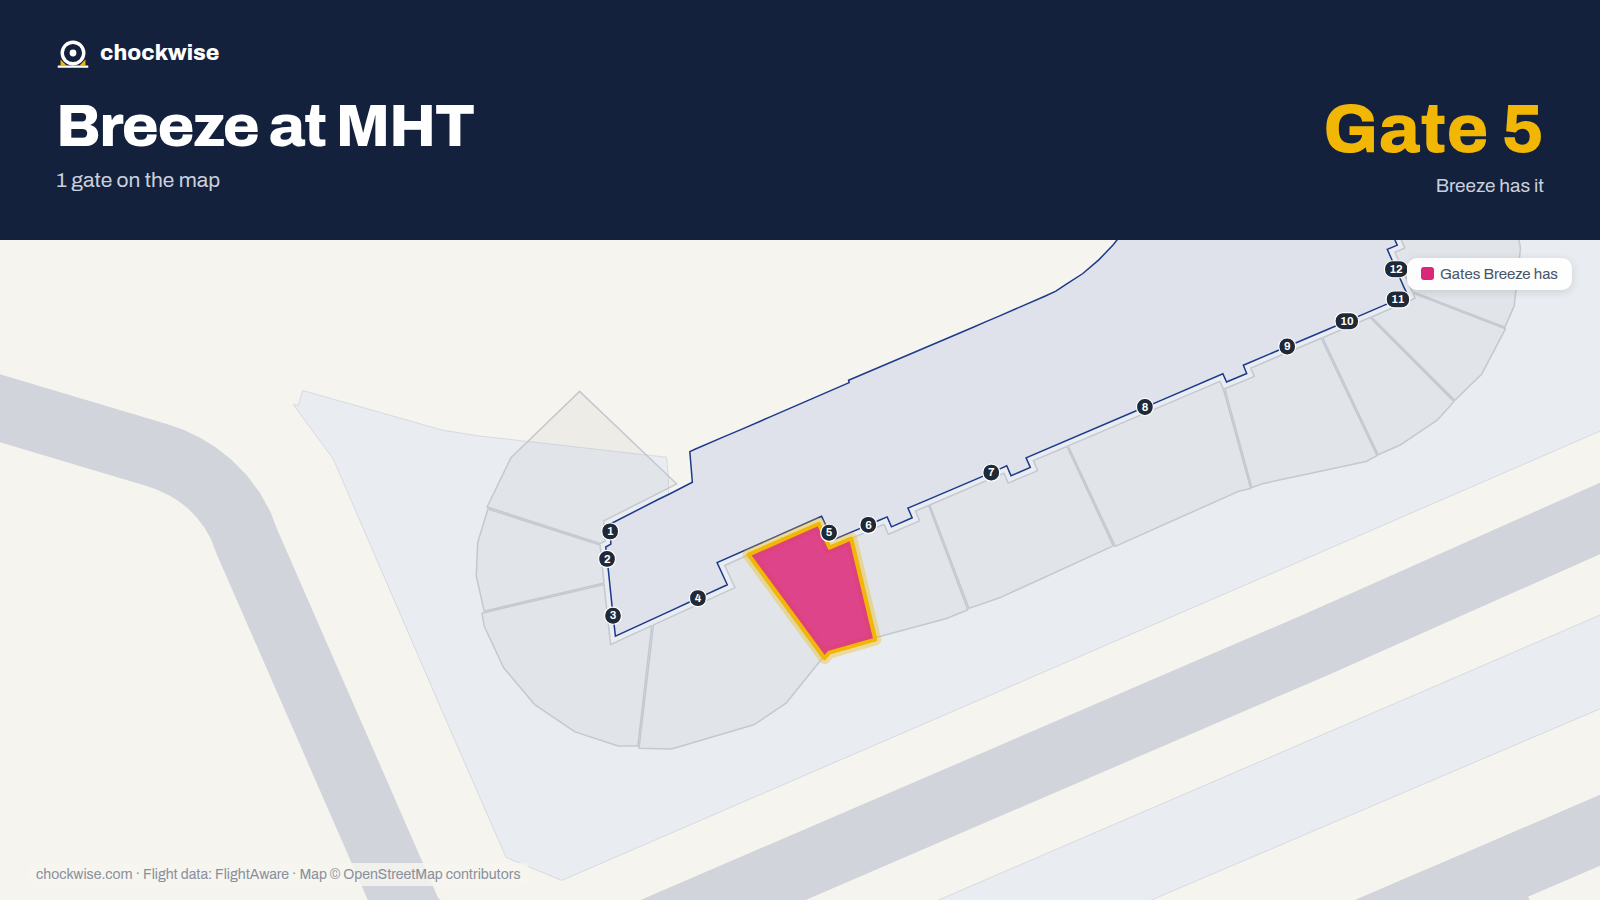 chockwise
Breeze at MHT
1 gate on the map
Gate 5
Breeze has it
Gates Breeze has
12
11
10
9
8
7
6
5
1
2
3
4
chockwise.com · Flight data: FlightAware · Map © OpenStreetMap contributors